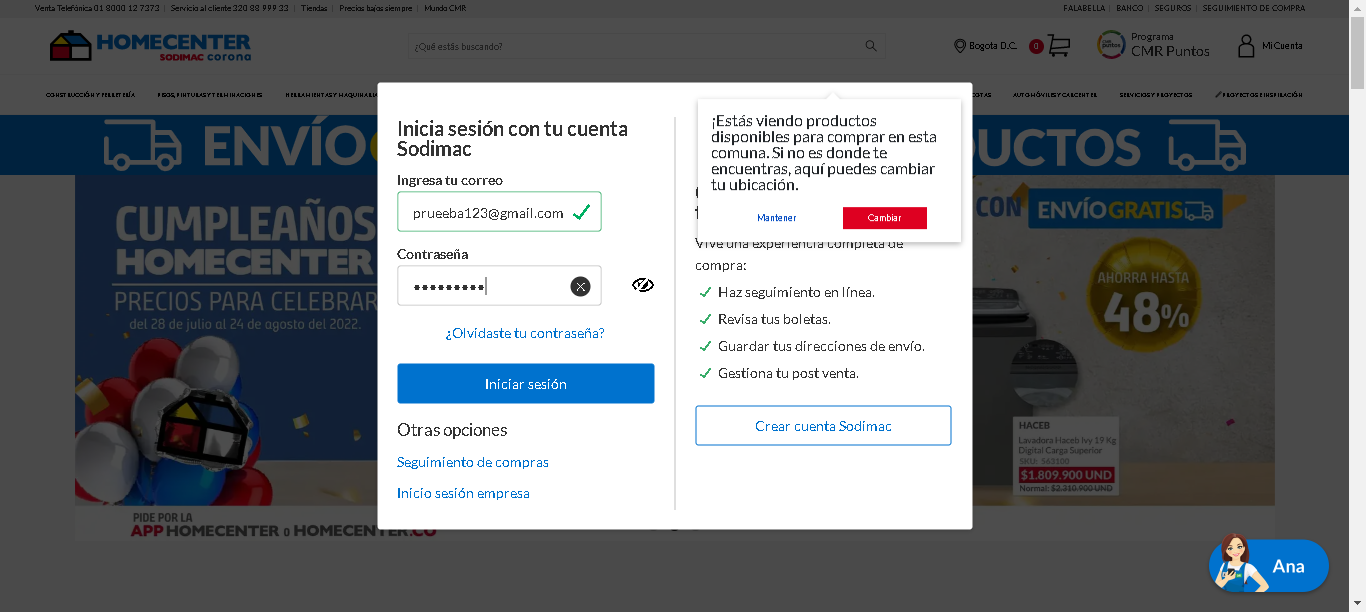 Venta Telefónica 01 8000 12 7373 | Servicio al cliente 320 88 999 33 | Tiendas | Precios bajos siempre | Mundo CMR
FALABELLA | BANCO | SEGUROS | SEGUIMIENTO DE COMPRA
HOMECENTER
SODIMAC corona
¿Qué estás buscando?
Bogota D.C.
0
Programa
CMR Puntos
Mi Cuenta
CONSTRUCCIÓN Y FERRETERÍA
PISOS, PINTURAS Y TERMINACIONES
HERRAMIENTAS Y MAQUINARIA
AUTOMÓVILES Y CAR CENTER
SERVICIOS Y PROYECTOS
PROYECTOS E INSPIRACIÓN
ENVÍO
UCTOS
CUMPLEAÑOS
HOMECENTER
PRECIOS PARA CELEBRAR
del 28 de julio al 24 de agosto del 2022.
Inicia sesión con tu cuenta
Sodimac
Ingresa tu correo
prueeba123@gmail.com
Contraseña
•••••••••
¿Olvidaste tu contraseña?
Iniciar sesión
Otras opciones
Seguimiento de compras
Inicio sesión empresa
¡Estás viendo productos
disponibles para comprar en esta
comuna. Si no es donde te
encuentras, aquí puedes cambiar
tu ubicación.
Mantener
Cambiar
Vive una experiencia completa de
compra:
Haz seguimiento en línea.
Revisa tus boletas.
Guardar tus direcciones de envío.
Gestiona tu post venta.
Crear cuenta Sodimac
CON ENVÍO GRATIS
AHORRA HASTA
48%
HACEB
Lavadora Haceb Ivy 19 Kg
Digital Carga Superior
SKU: 563100
$1.809.900 UND
Normal: $2.310.900 UND
PIDE POR LA
APP HOMECENTER o HOMECENTER.CO
Ana